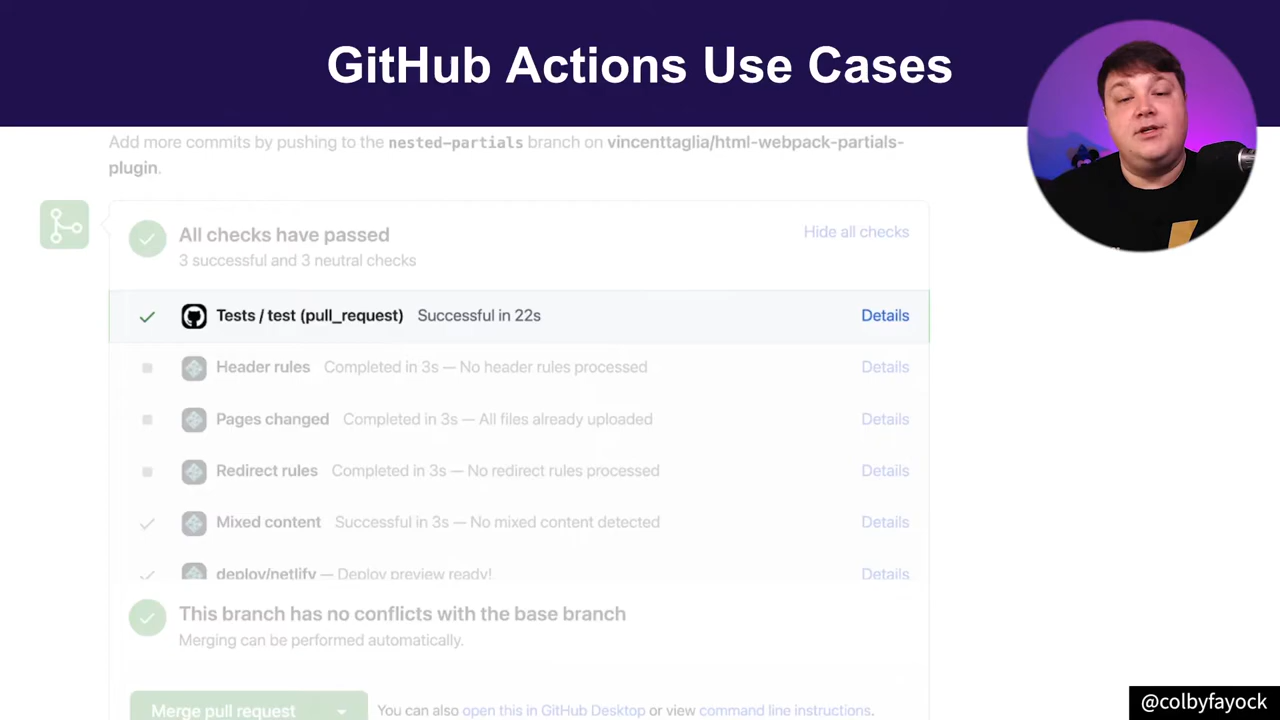 GitHub Actions Use Cases
Add more commits by pushing to the nested-partials branch on vincenttaglia/html-webpack-partials-
plugin.
All checks have passed
Hide all checks
3 successful and 3 neutral checks
Tests / test (pull_request) Successful in 22s Details
Header rules Completed in 3s — No header rules processed Details
Pages changed Completed in 3s — All files already uploaded Details
Redirect rules Completed in 3s — No redirect rules processed Details
Mixed content Successful in 3s — No mixed content detected Details
deploy/netlify — Deploy preview ready! Details
This branch has no conflicts with the base branch
Merging can be performed automatically.
Merge pull request You can also open this in GitHub Desktop or view command line instructions.
@colbyfayock